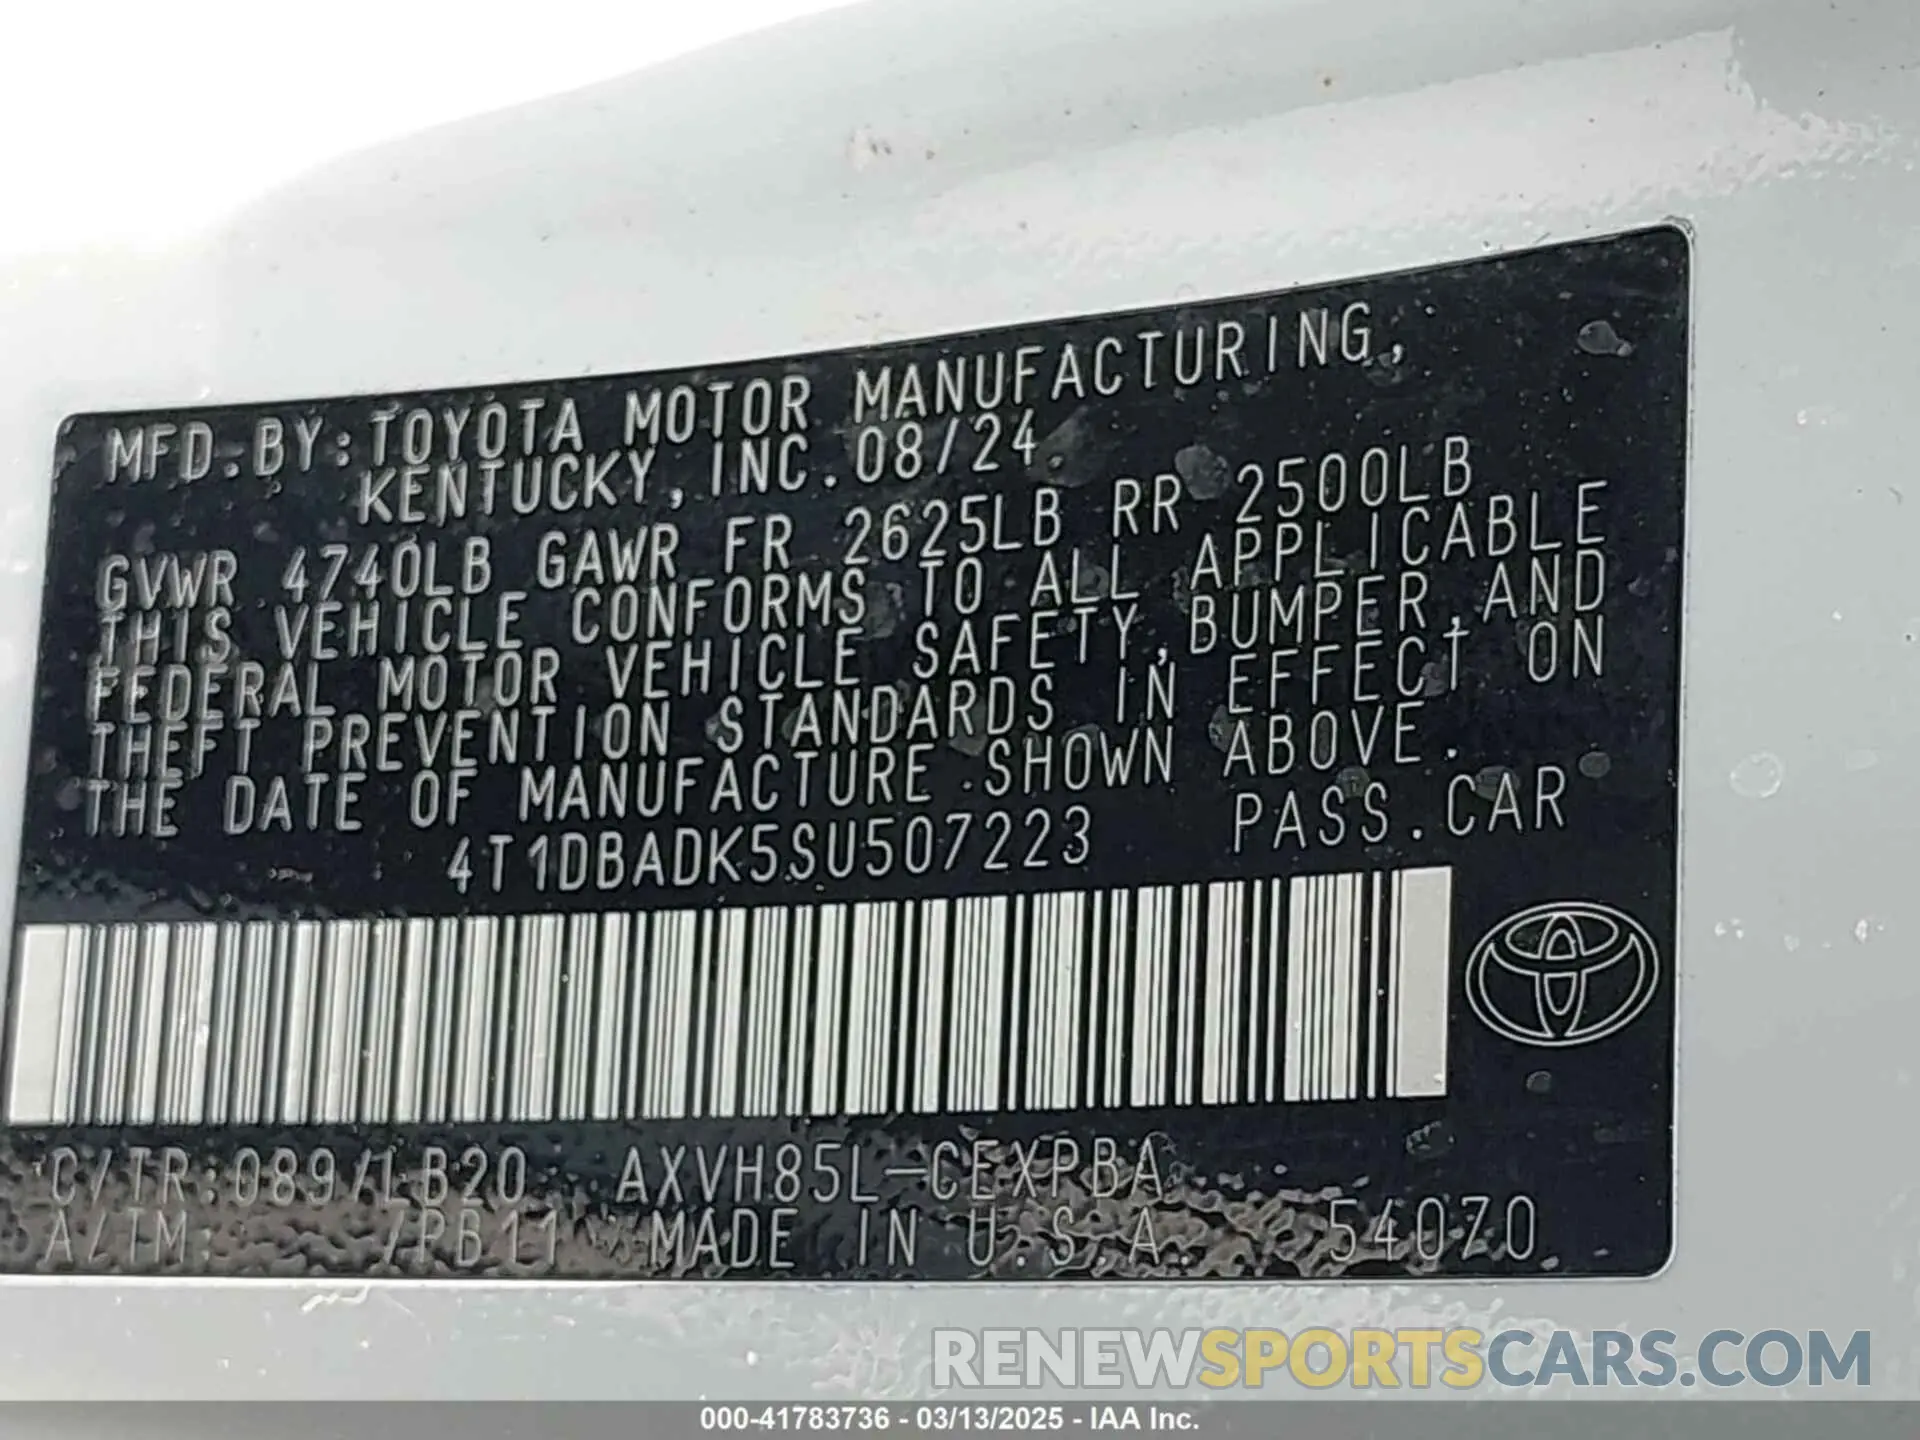 MFD.BY:TOYOTA MOTOR MANUFACTURING,
KENTUCKY, INC.08/24
GVWR 4740LB GAWR FR 2625LB RR 2500LB
THIS VEHICLE CONFORMS TO ALL APPLICABLE
FEDERAL MOTOR VEHICLE SAFETY,BUMPER,AND
THEFT PREVENTION STANDARDS IN EFFECT ON
THE DATE OF MANUFACTURE SHOWN ABOVE.
4T1DBADK5SU507223 PASS.CAR
C/TR:089/LB20 AXVH85L-CEXPBA
A/TM: /PB11 MADE IN U.S.A. 54070
RENEWSPORTSCARS.COM
000-41783736 - 03/13/2025 - IAA Inc.